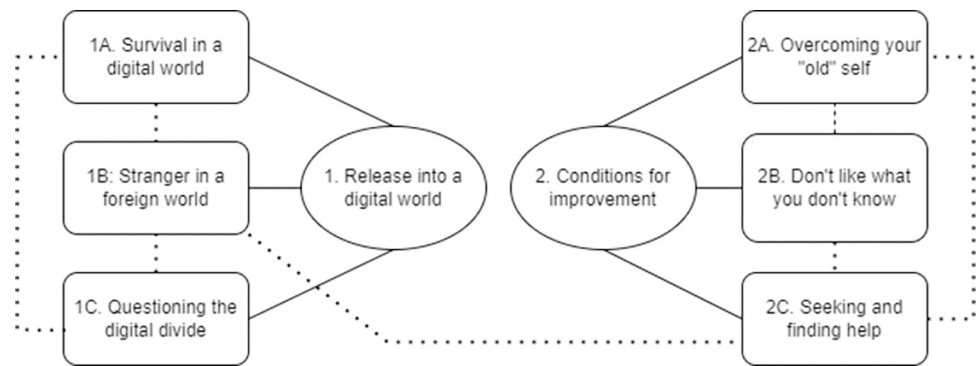 1A. Survival in a
digital world
1B: Stranger in a
foreign world
1C. Questioning the
digital divide
1. Release into a
digital world
2. Conditions for
improvement
2A. Overcoming your
"old" self
2B. Don't like what
you don't know
2C. Seeking and
finding help